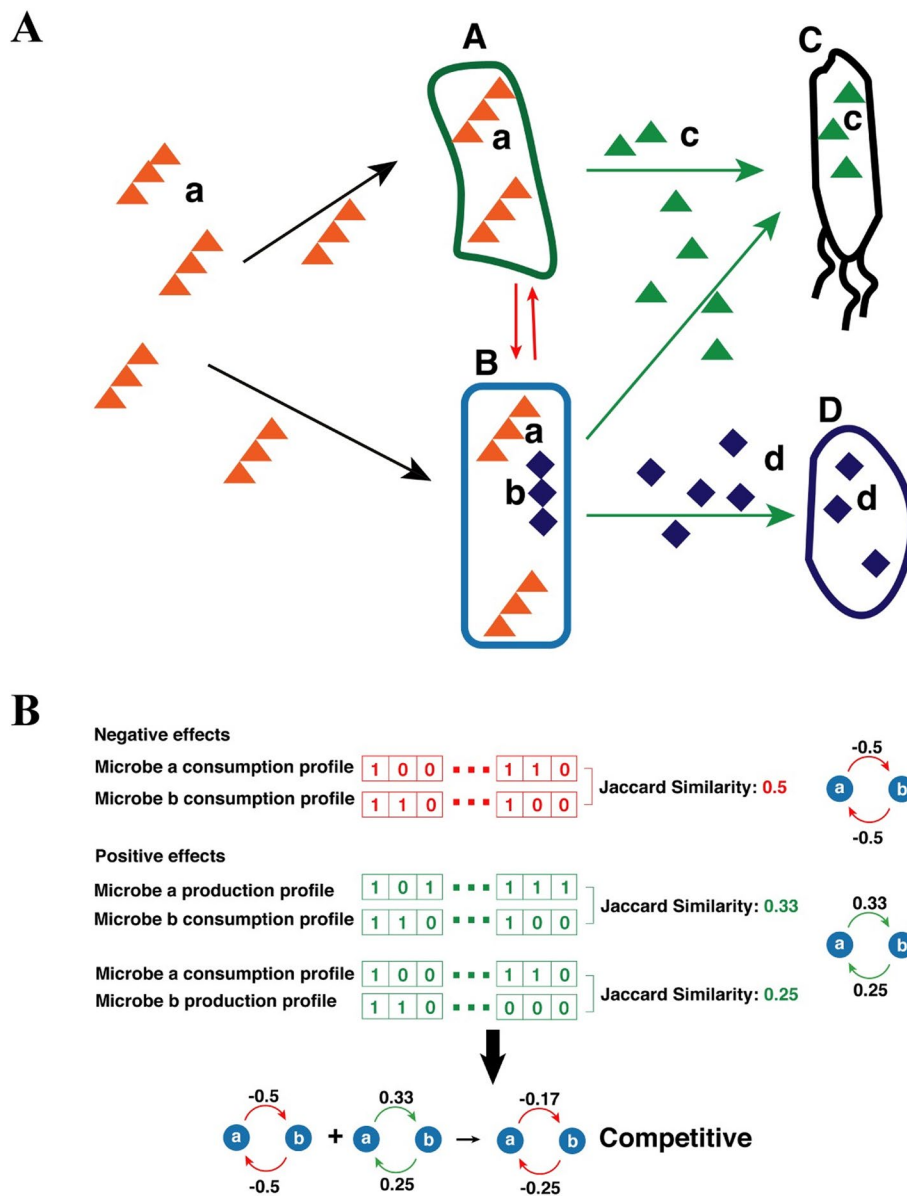 A
A
C
a
a
c
c
B
a
b
d
D
d
B
Negative effects
Microbe a consumption profile 1 0 0 1 1 0
Microbe b consumption profile 1 1 0 1 0 0
Jaccard Similarity: 0.5
-0.5
a b
-0.5
Positive effects
Microbe a production profile 1 0 1 1 1 1
Microbe b consumption profile 1 1 0 1 0 0
Jaccard Similarity: 0.33
0.33
a b
0.25
Microbe a consumption profile 1 0 0 1 1 0
Microbe b production profile 1 1 0 0 0 0
Jaccard Similarity: 0.25
-0.5 0.33 -0.17
a b + a b a b Competitive
-0.5 0.25 -0.25